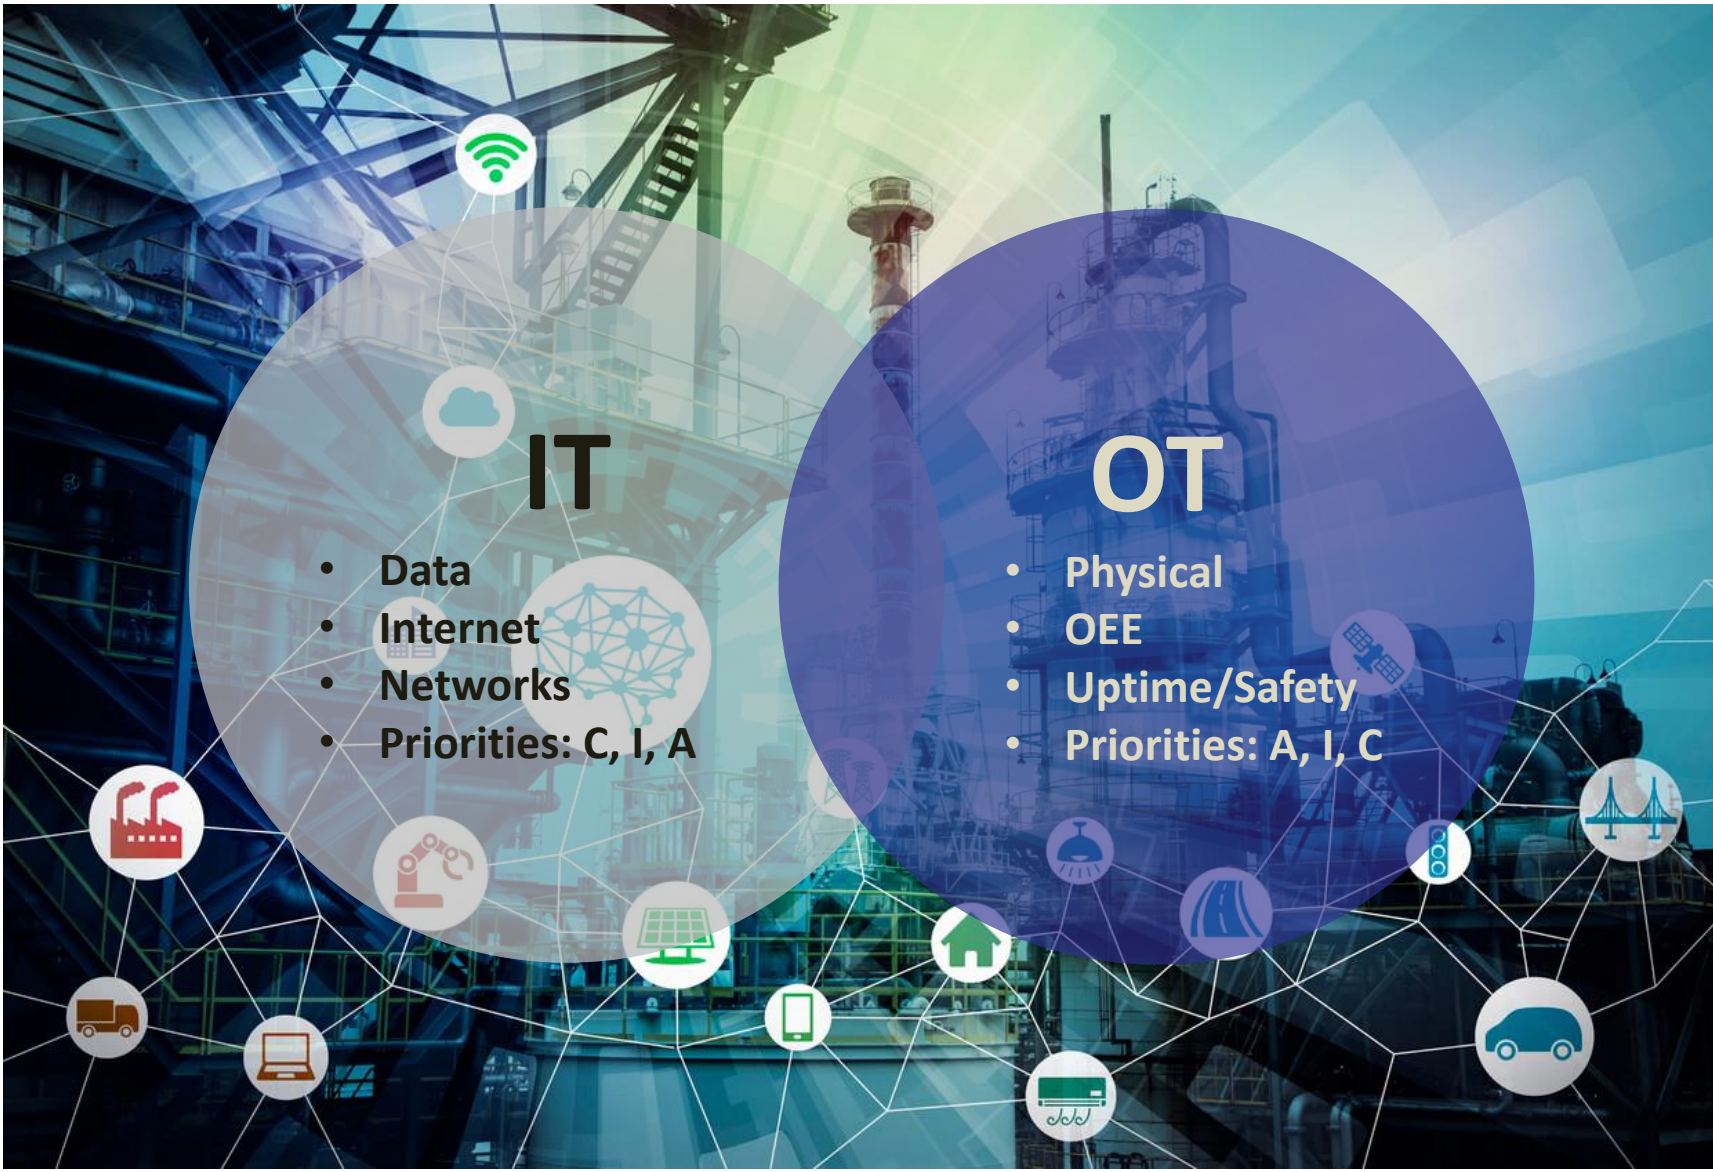 IT
• Data
• Internet
• Networks
• Priorities: C, I, A
OT
• Physical
• OEE
• Uptime/Safety
• Priorities: A, I, C